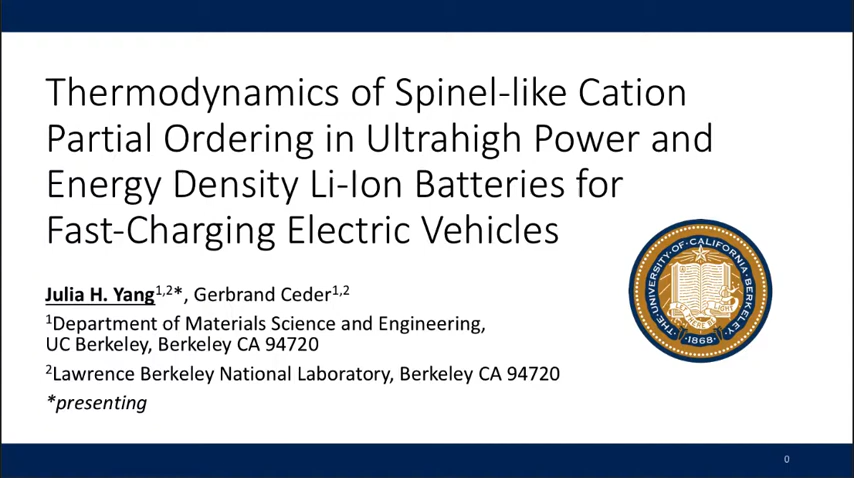 Thermodynamics of Spinel-like Cation
Partial Ordering in Ultrahigh Power and
Energy Density Li-Ion Batteries for
Fast-Charging Electric Vehicles
Julia H. Yang¹,²*, Gerbrand Ceder¹,²
¹Department of Materials Science and Engineering,
UC Berkeley, Berkeley CA 94720
²Lawrence Berkeley National Laboratory, Berkeley CA 94720
*presenting
THE·UNIVERSITY·OF·CALIFORNIA·BERKELEY·
·1868·
0